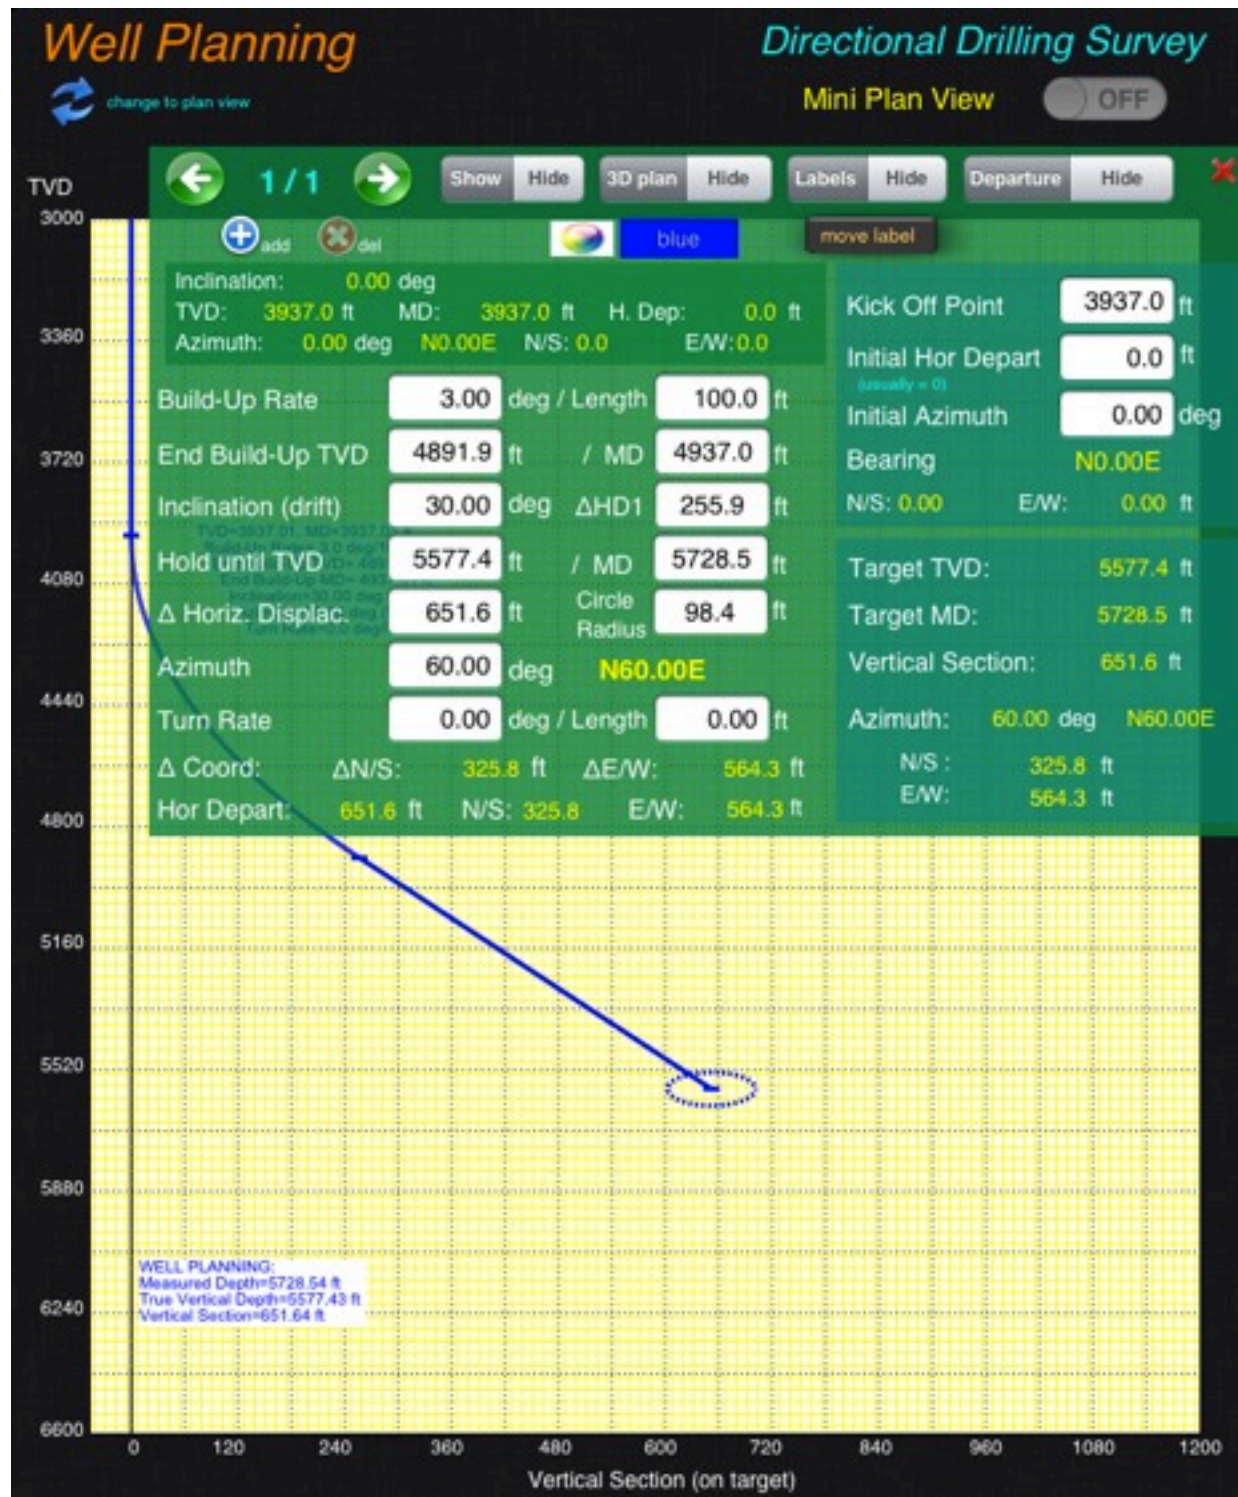 Well Planning
Directional Drilling Survey
change to plan view
Mini Plan View OFF
1 / 1 Show Hide 3D plan Hide Labels Hide Departure Hide
TVD
add del blue move label
Inclination: 0.00 deg
TVD: 3937.0 ft MD: 3937.0 ft H. Dep: 0.0 ft
Azimuth: 0.00 deg N0.00E N/S: 0.0 E/W:0.0
Kick Off Point 3937.0 ft
Initial Hor Depart 0.0 ft
(usually = 0)
Initial Azimuth 0.00 deg
Bearing N0.00E
N/S: 0.00 E/W: 0.00 ft
Build-Up Rate 3.00 deg / Length 100.0 ft
End Build-Up TVD 4891.9 ft / MD 4937.0 ft
Inclination (drift) 30.00 deg ΔHD1 255.9 ft
Hold until TVD 5577.4 ft / MD 5728.5 ft
Δ Horiz. Displac. 651.6 ft Circle Radius 98.4 ft
Azimuth 60.00 deg N60.00E
Turn Rate 0.00 deg / Length 0.00 ft
Δ Coord: ΔN/S: 325.8 ft ΔE/W: 564.3 ft
Hor Depart: 651.6 ft N/S: 325.8 E/W: 564.3 ft
Target TVD: 5577.4 ft
Target MD: 5728.5 ft
Vertical Section: 651.6 ft
Azimuth: 60.00 deg N60.00E
N/S : 325.8 ft
E/W: 564.3 ft
3000
3360
3720
4080
4440
4800
5160
5520
5880
6240
6600
WELL PLANNING:
Measured Depth=5728.54 ft
True Vertical Depth=5577.43 ft
Vertical Section=651.64 ft
0 120 240 360 480 600 720 840 960 1080 1200
Vertical Section (on target)